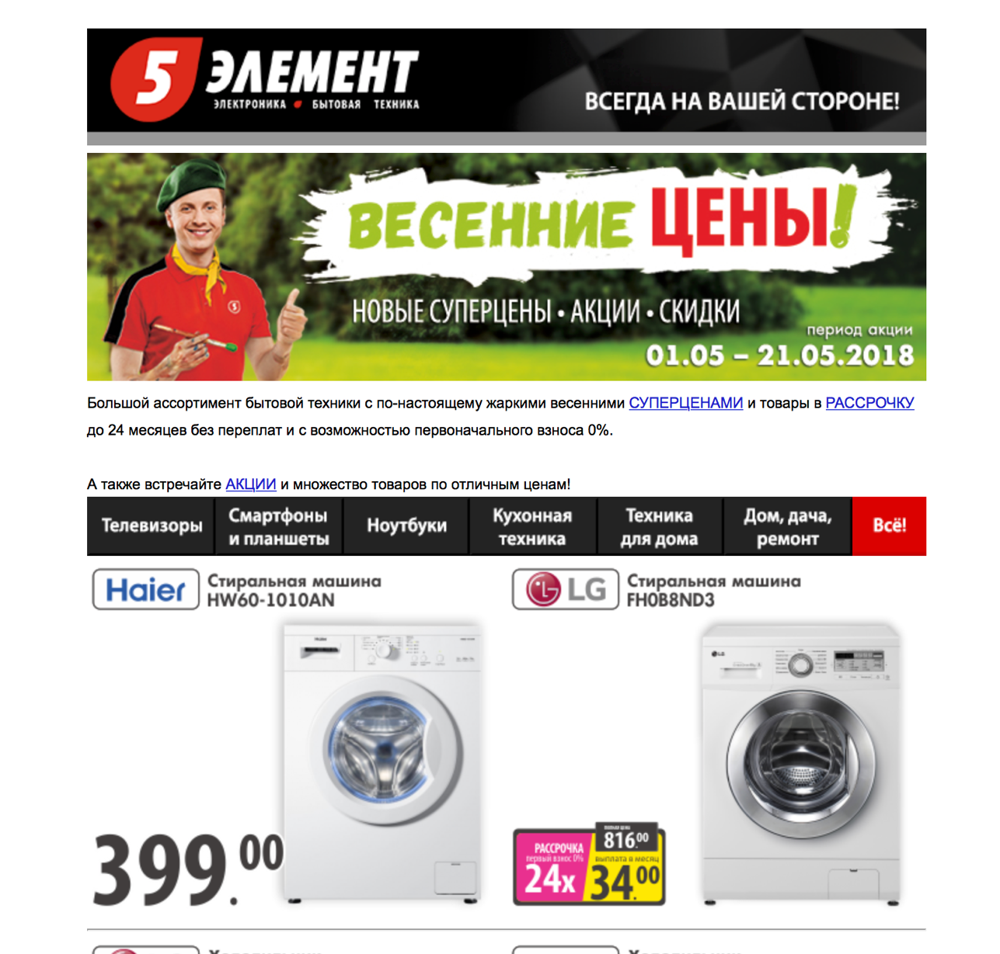 5 ЭЛЕМЕНТ
ЭЛЕКТРОНИКА БЫТОВАЯ ТЕХНИКА
ВСЕГДА НА ВАШЕЙ СТОРОНЕ!
ВЕСЕННИЕ ЦЕНЫ!
НОВЫЕ СУПЕРЦЕНЫ • АКЦИИ • СКИДКИ
период акции
01.05 – 21.05.2018
5
Большой ассортимент бытовой техники с по-настоящему жаркими весенними СУПЕРЦЕНАМИ и товары в РАССРОЧКУ
до 24 месяцев без переплат и с возможностью первоначального взноса 0%.
А также встречайте АКЦИИ и множество товаров по отличным ценам!
Телевизоры
Смартфоны
и планшеты
Ноутбуки
Кухонная
техника
Техника
для дома
Дом, дача,
ремонт
Всё!
Haier
Стиральная машина
HW60-1010AN
399.00
LG
Стиральная машина
FH0B8ND3
LG
ПОЛНАЯ ЦЕНА
816.00
РАССРОЧКА
первый взнос 0%
24x
выплата в месяц
34.00